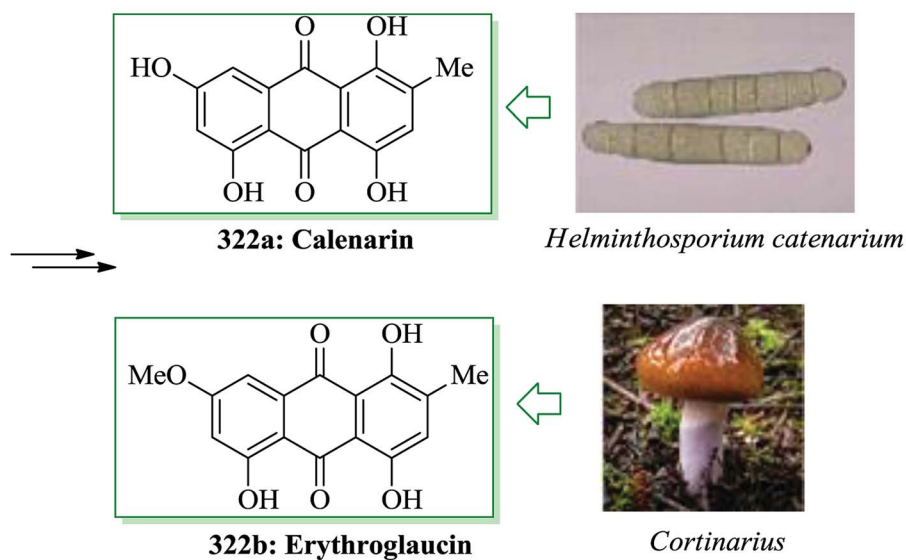 O
OH
HO
Me
OH
O
OH
322a: Calenarin
Helminthosporium catenarium
O
OH
MeO
Me
OH
O
OH
322b: Erythroglaucin
Cortinarius